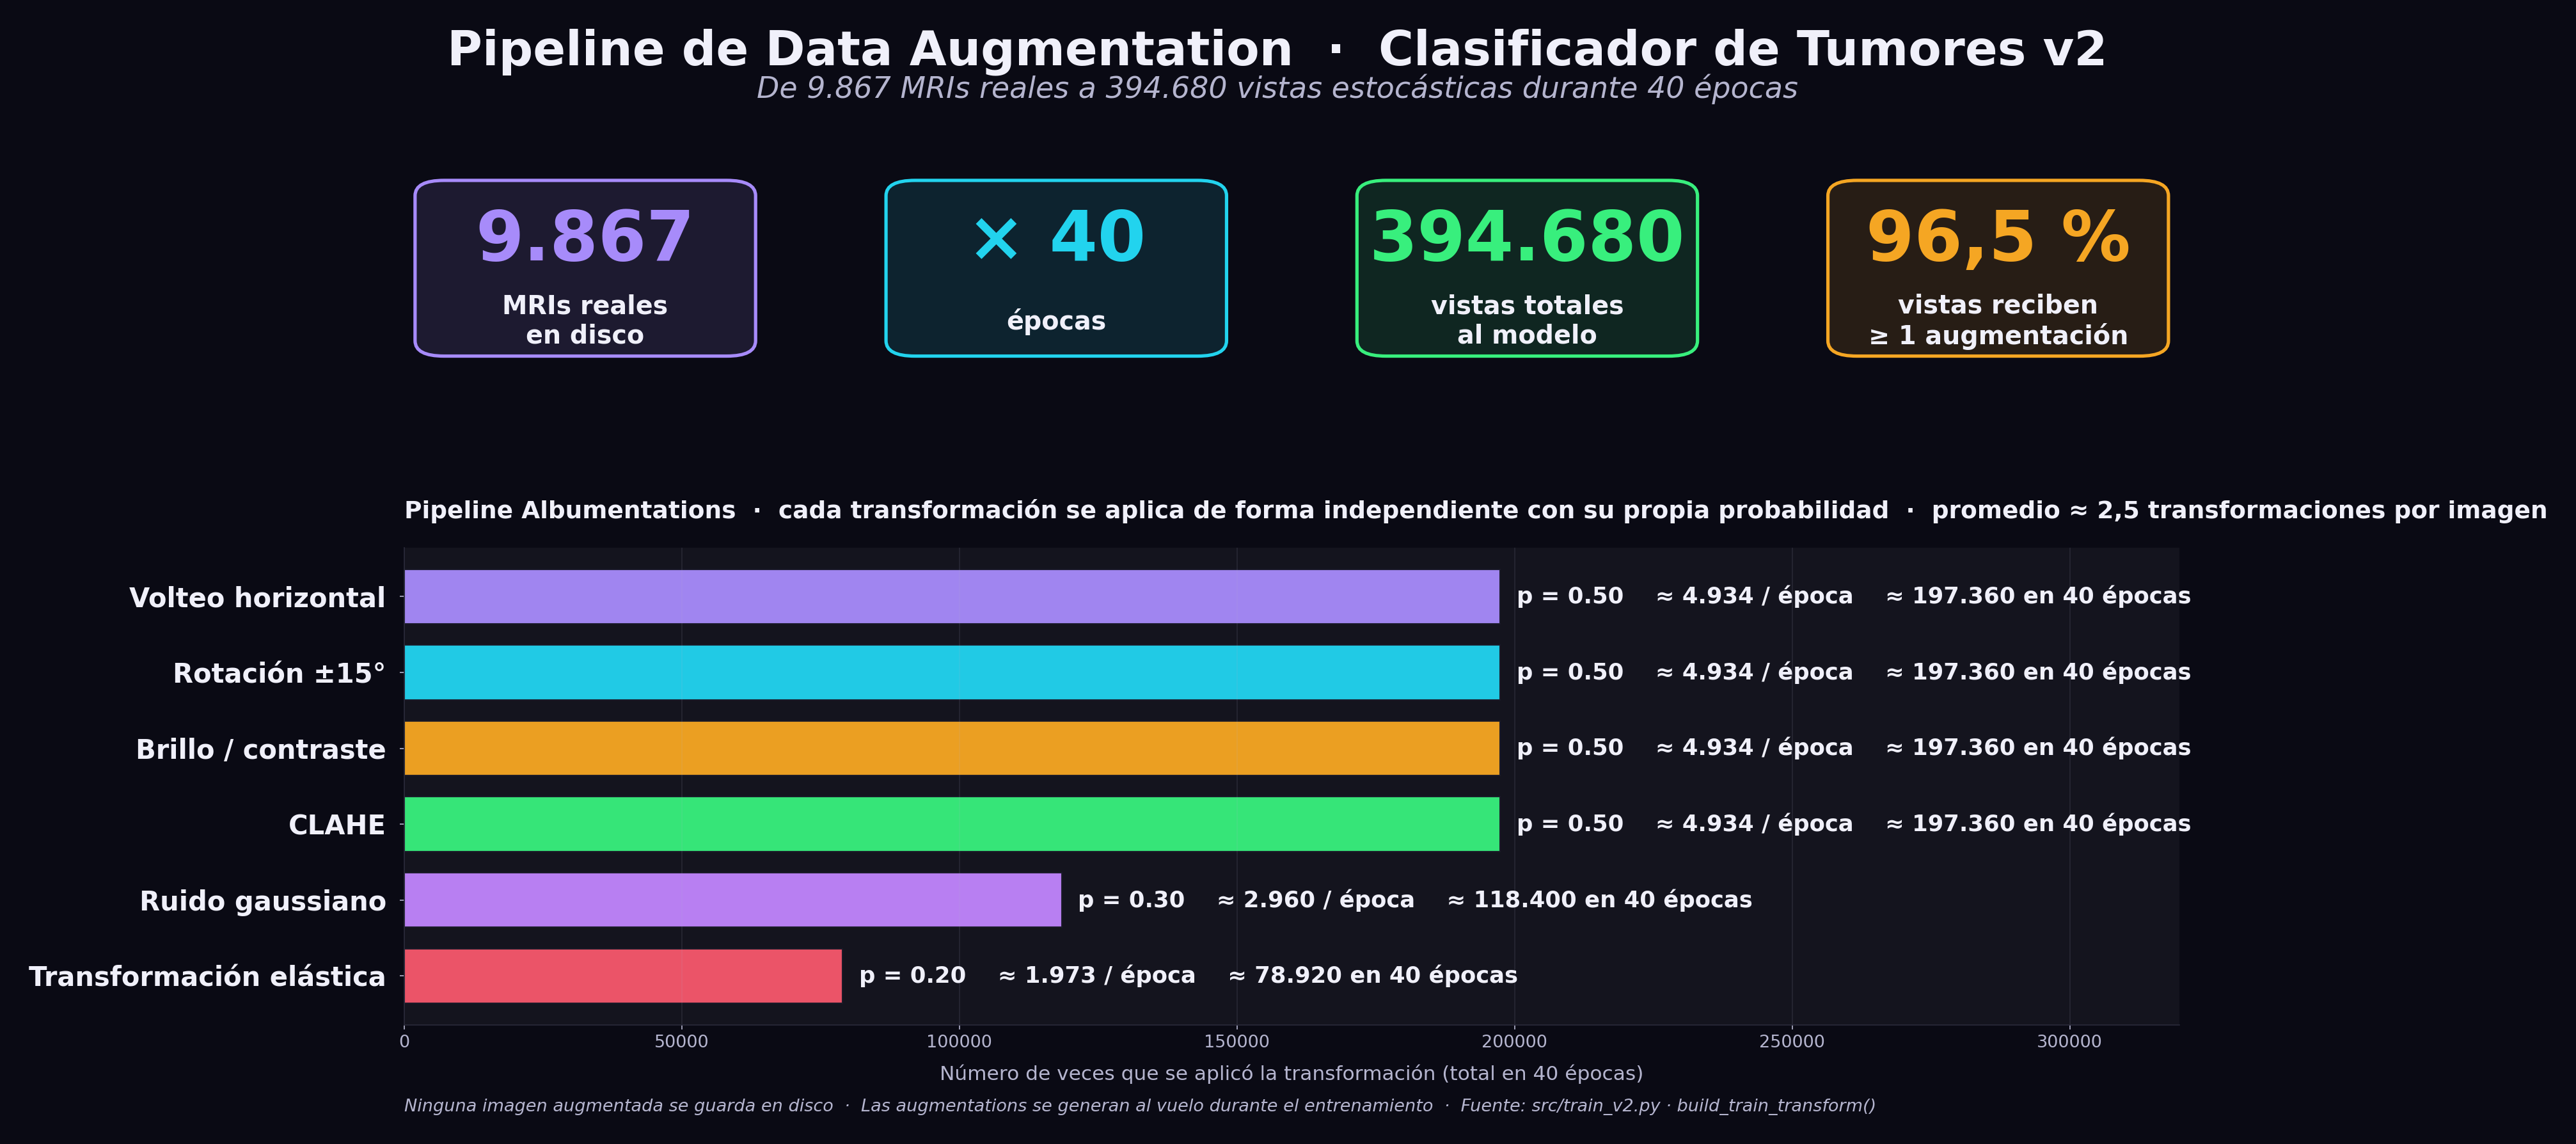 Pipeline de Data Augmentation · Clasificador de Tumores v2
De 9.867 MRIs reales a 394.680 vistas estocásticas durante 40 épocas
9.867
MRIs reales
en disco
× 40
épocas
394.680
vistas totales
al modelo
96,5 %
vistas reciben
≥ 1 augmentación
Pipeline Albumentations · cada transformación se aplica de forma independiente con su propia probabilidad · promedio ≈ 2,5 transformaciones por imagen
Volteo horizontal p = 0.50 ≈ 4.934 / época ≈ 197.360 en 40 épocas
Rotación ±15° p = 0.50 ≈ 4.934 / época ≈ 197.360 en 40 épocas
Brillo / contraste p = 0.50 ≈ 4.934 / época ≈ 197.360 en 40 épocas
CLAHE p = 0.50 ≈ 4.934 / época ≈ 197.360 en 40 épocas
Ruido gaussiano p = 0.30 ≈ 2.960 / época ≈ 118.400 en 40 épocas
Transformación elástica p = 0.20 ≈ 1.973 / época ≈ 78.920 en 40 épocas
0 50000 100000 150000 200000 250000 300000
Número de veces que se aplicó la transformación (total en 40 épocas)
Ninguna imagen augmentada se guarda en disco · Las augmentations se generan al vuelo durante el entrenamiento · Fuente: src/train_v2.py · build_train_transform()